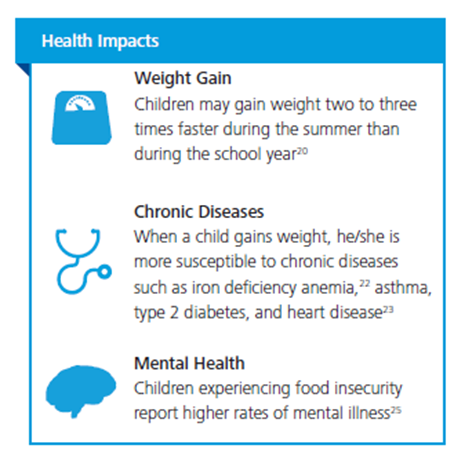 Health Impacts
Weight Gain
Children may gain weight two to three
times faster during the summer than
during the school year²⁰
Chronic Diseases
When a child gains weight, he/she is
more susceptible to chronic diseases
such as iron deficiency anemia,²² asthma,
type 2 diabetes, and heart disease²³
Mental Health
Children experiencing food insecurity
report higher rates of mental illness²⁵